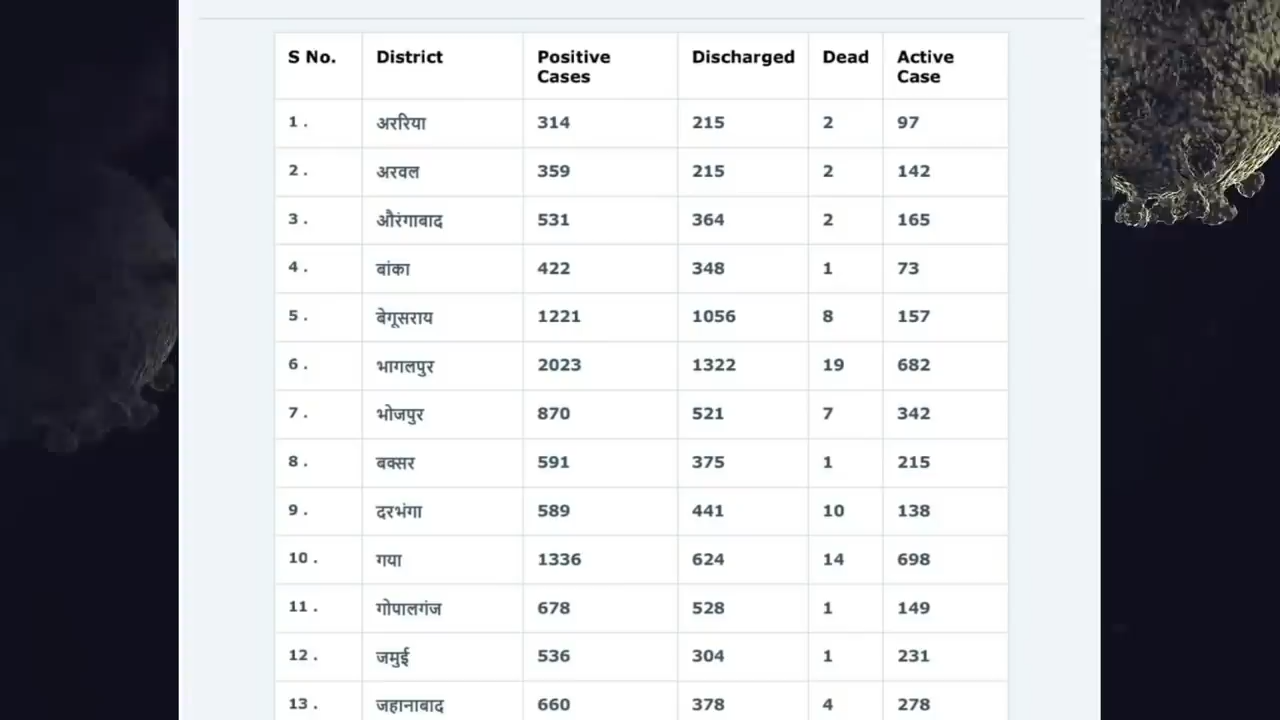 S No. District Positive Cases Discharged Dead Active Case
1 . अररिया 314 215 2 97
2 . अरवल 359 215 2 142
3 . औरंगाबाद 531 364 2 165
4 . बांका 422 348 1 73
5 . बेगूसराय 1221 1056 8 157
6 . भागलपुर 2023 1322 19 682
7 . भोजपुर 870 521 7 342
8 . बक्सर 591 375 1 215
9 . दरभंगा 589 441 10 138
10 . गया 1336 624 14 698
11 . गोपालगंज 678 528 1 149
12 . जमुई 536 304 1 231
13 . जहानाबाद 660 378 4 278